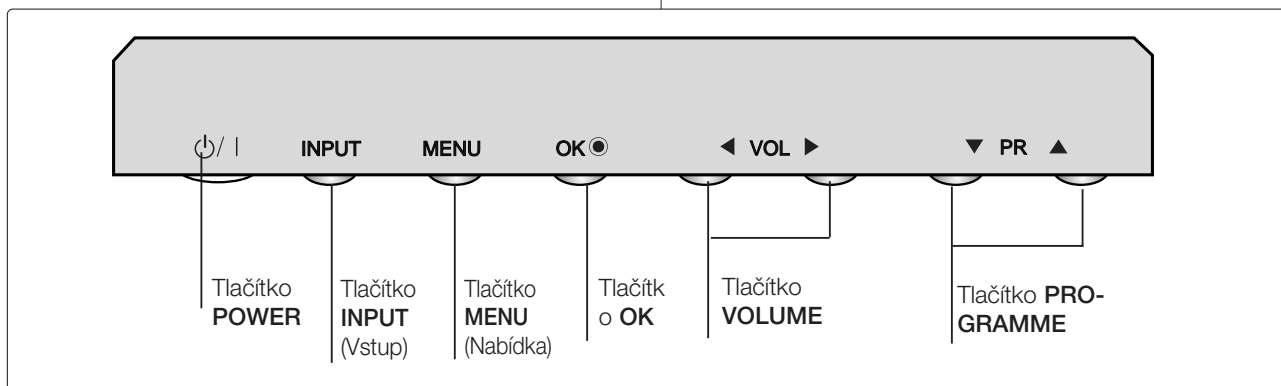 ⏻/ I INPUT MENU OK◉ ◀ VOL ▶ ▼ PR ▲
Tlačítko
POWER
Tlačítko
INPUT
(Vstup)
Tlačítko
MENU
(Nabídka)
Tlačítk
o OK
Tlačítko
VOLUME
Tlačítko PRO-
GRAMME